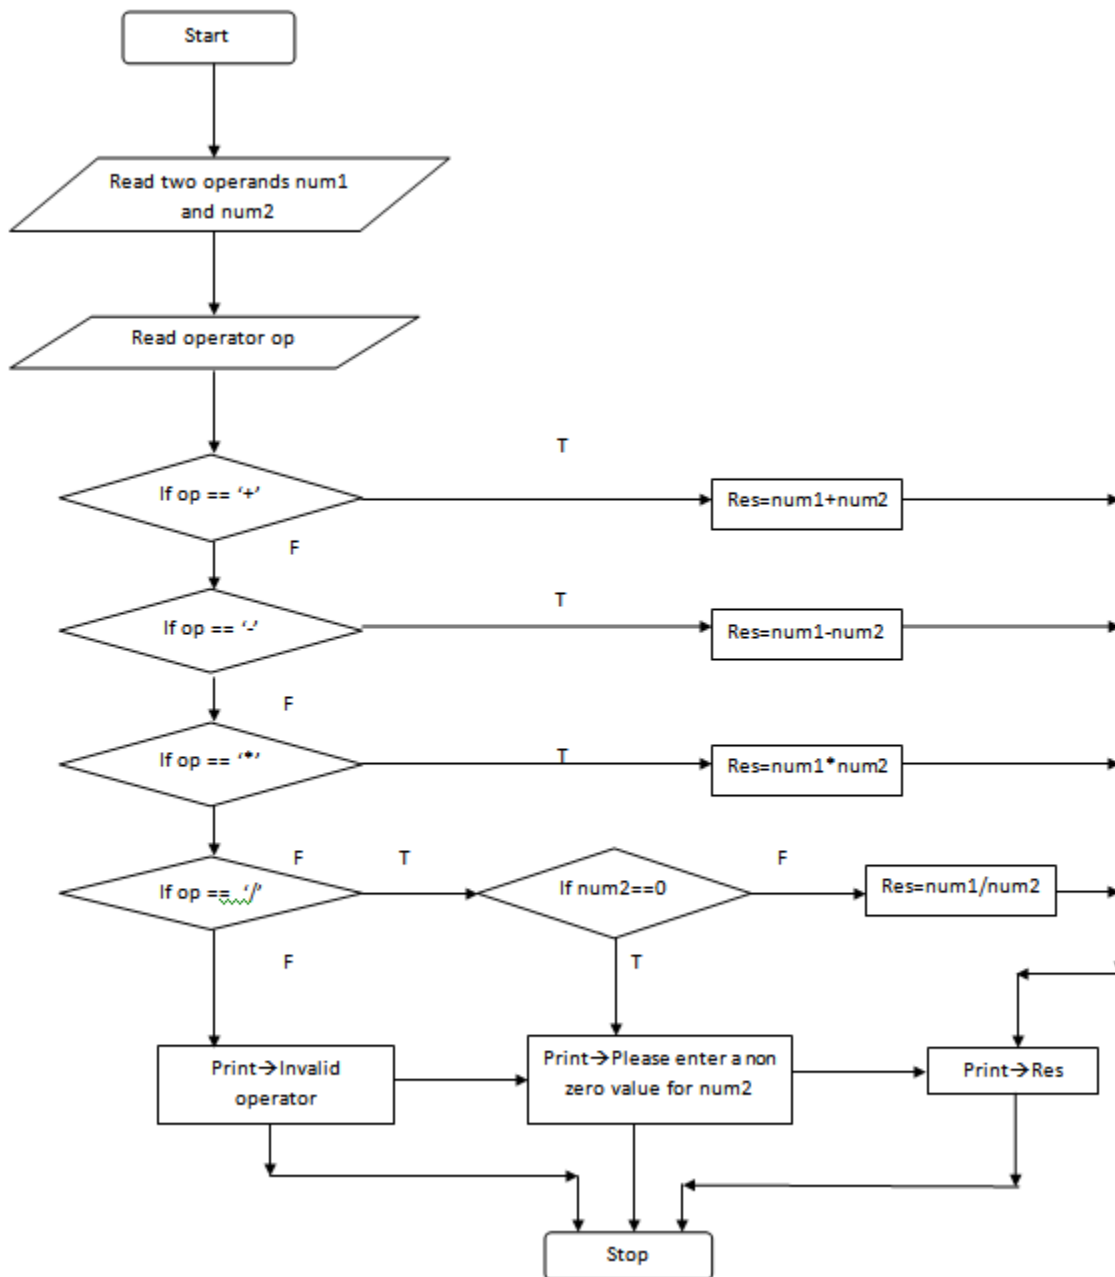 Start
Read two operands num1
and num2
Read operator op
T
If op == ‘+’
Res=num1+num2
F
T
If op == ‘-’
Res=num1-num2
F
T
If op == ‘*’
Res=num1*num2
F
T
F
If op == ‘/’
If num2==0
Res=num1/num2
F
T
Print→Invalid
operator
Print→Please enter a non
zero value for num2
Print→Res
Stop